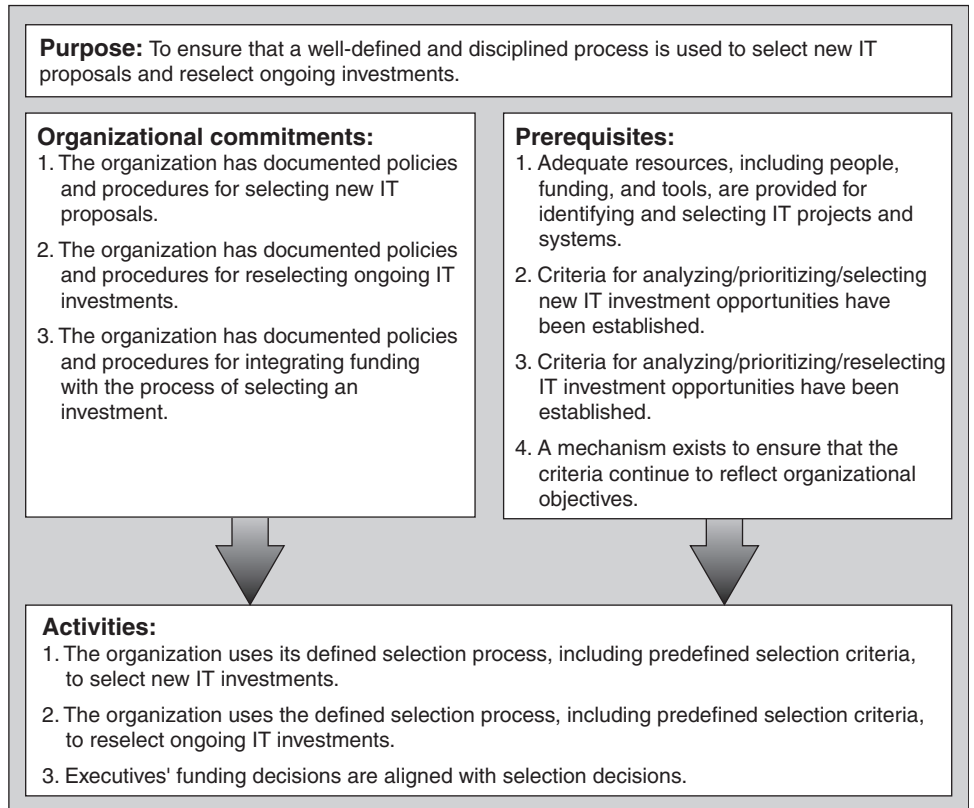 Purpose: To ensure that a well-defined and disciplined process is used to select new IT
proposals and reselect ongoing investments.
Organizational commitments:
1. The organization has documented policies
and procedures for selecting new IT
proposals.
2. The organization has documented policies
and procedures for reselecting ongoing IT
investments.
3. The organization has documented policies
and procedures for integrating funding
with the process of selecting an
investment.
Prerequisites:
1. Adequate resources, including people,
funding, and tools, are provided for
identifying and selecting IT projects and
systems.
2. Criteria for analyzing/prioritizing/selecting
new IT investment opportunities have
been established.
3. Criteria for analyzing/prioritizing/reselecting
IT investment opportunities have been
established.
4. A mechanism exists to ensure that the
criteria continue to reflect organizational
objectives.
Activities:
1. The organization uses its defined selection process, including predefined selection criteria,
to select new IT investments.
2. The organization uses the defined selection process, including predefined selection criteria,
to reselect ongoing IT investments.
3. Executives' funding decisions are aligned with selection decisions.